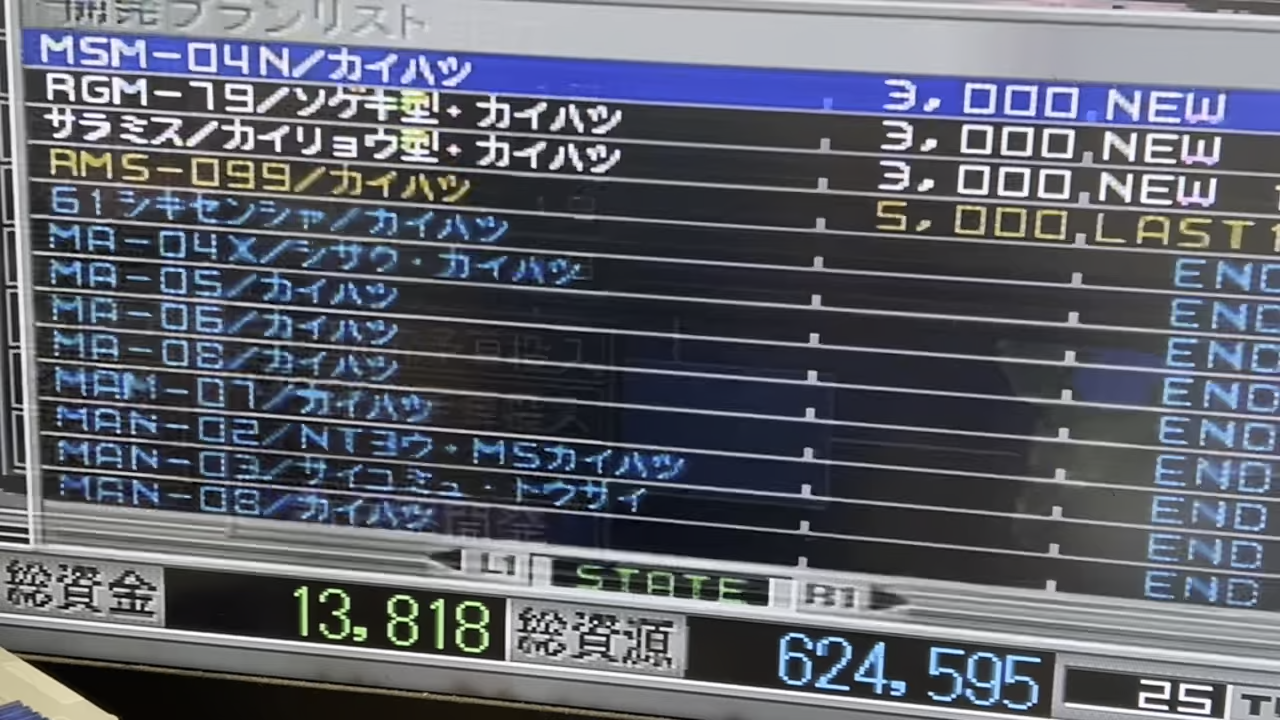 開発プランリスト
MSM-04N/カイハツ 3,000 NEW
RGM-79/ソゲキ型・カイハツ 3,000 NEW
サラミス/カイリョウ型・カイハツ 3,000 NEW
RMS-099/カイハツ 5,000 LAST
61シキセンシャ/カイハツ END
MA-04X/シサク・カイハツ END
MA-05/カイハツ END
MA-06/カイハツ END
MA-08/カイハツ END
MAM-07/カイハツ END
MAN-02/NTヨウ・MSカイハツ END
MAN-03/サイコミュ・トウサイ END
MAN-08/カイハツ END
L1 STATE R1
総資金 13,818 総資源 624,595 25